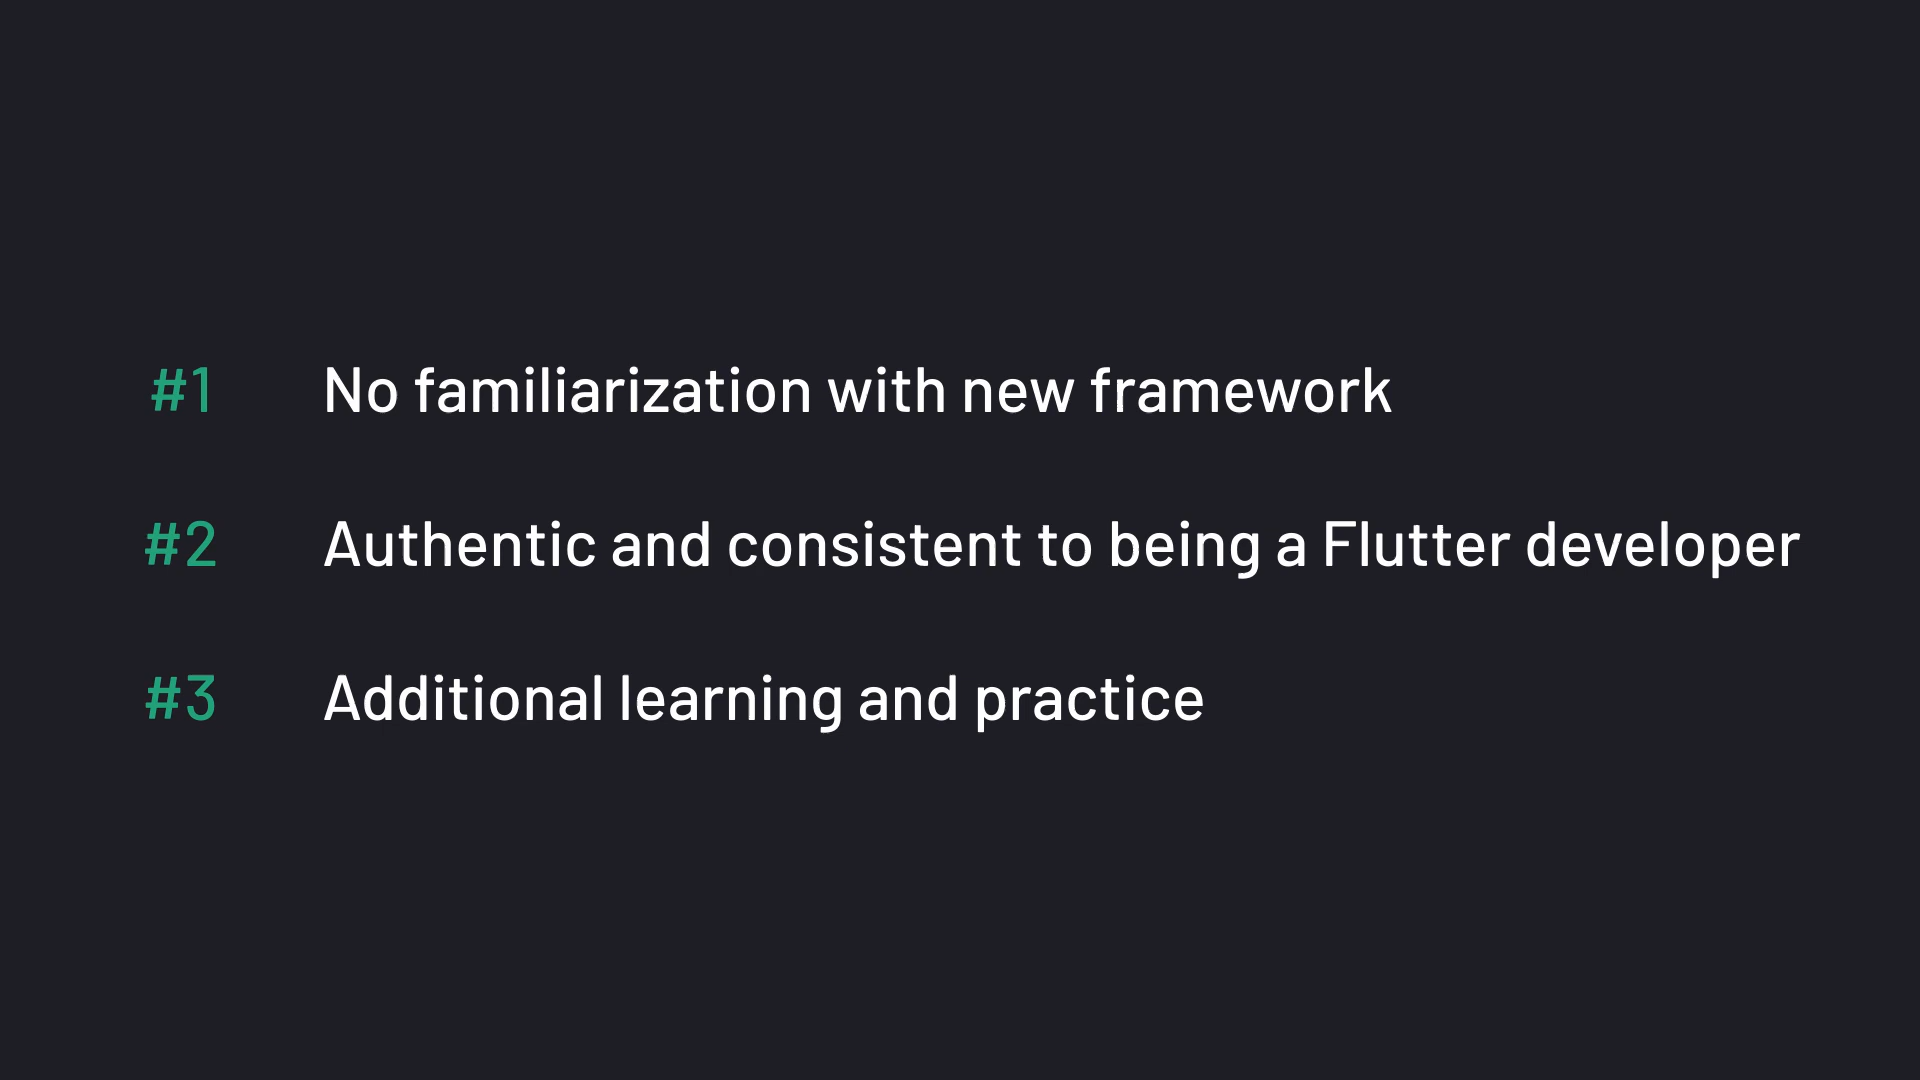 #1 No familiarization with new framework
#2 Authentic and consistent to being a Flutter developer
#3 Additional learning and practice